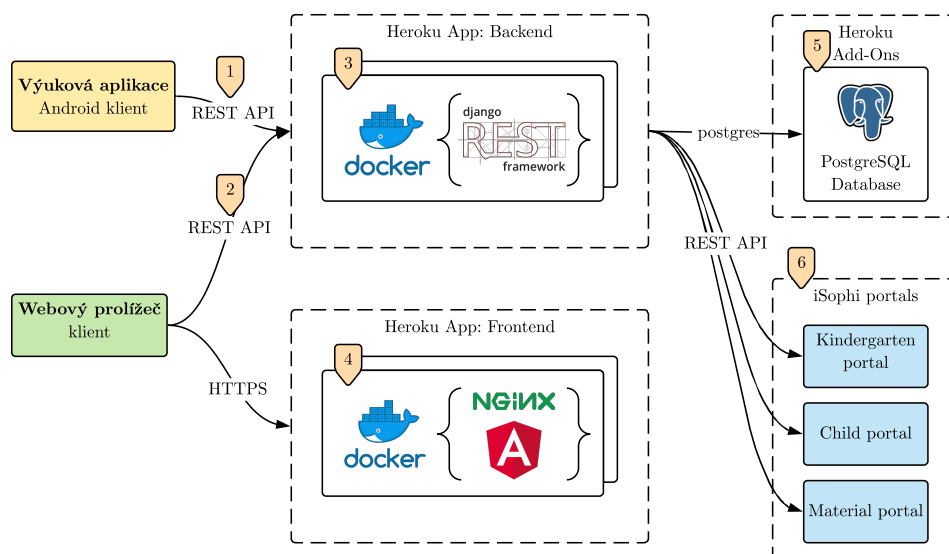 Výuková aplikace
Android klient
1
REST API
2
REST API
Webový prolížeč
klient
HTTPS
Heroku App: Backend
3
docker
django
REST
framework
Heroku App: Frontend
4
docker
NGINX
A
postgres
REST API
Heroku
Add-Ons
5
PostgreSQL
Database
6
iSophi portals
Kindergarten
portal
Child portal
Material portal